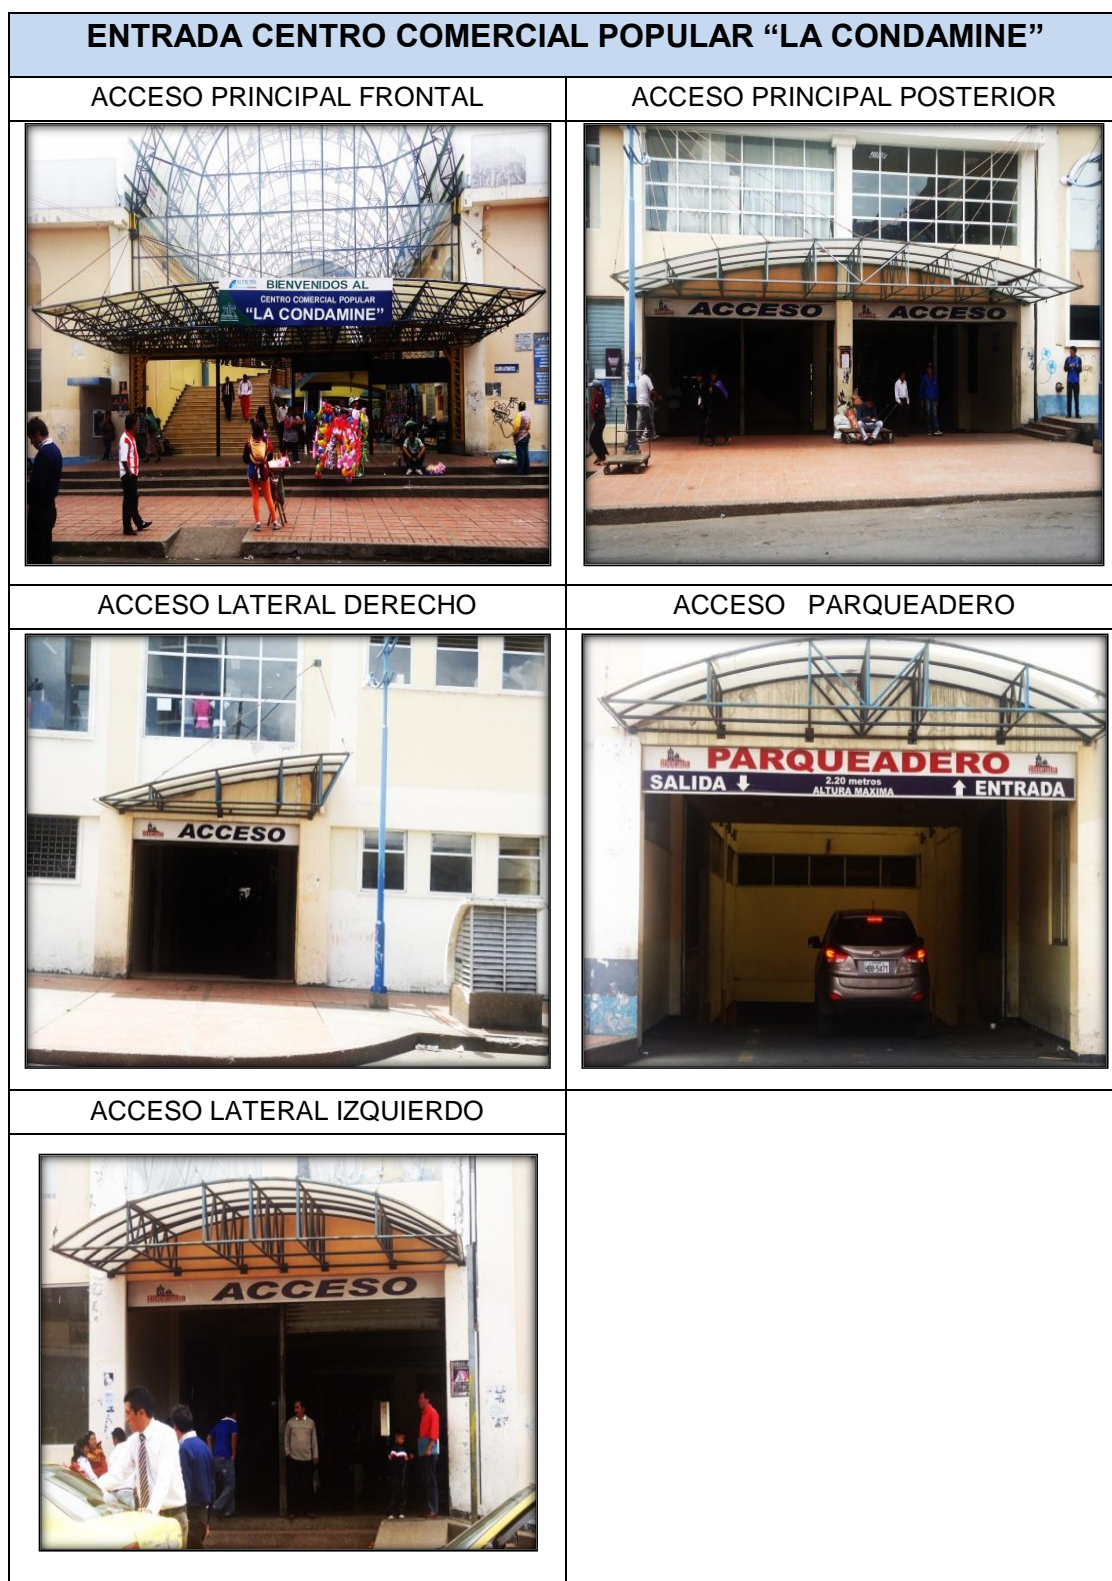 ENTRADA CENTRO COMERCIAL POPULAR “LA CONDAMINE”
ACCESO PRINCIPAL FRONTAL
ACCESO PRINCIPAL POSTERIOR
BIENVENIDOS AL
CENTRO COMERCIAL POPULAR
“LA CONDAMINE”
ACCESO
ACCESO
ACCESO LATERAL DERECHO
ACCESO PARQUEADERO
ACCESO
PARQUEADERO
SALIDA
2.20 metros
ALTURA MAXIMA
ENTRADA
ACCESO LATERAL IZQUIERDO
Riobamba
ACCESO